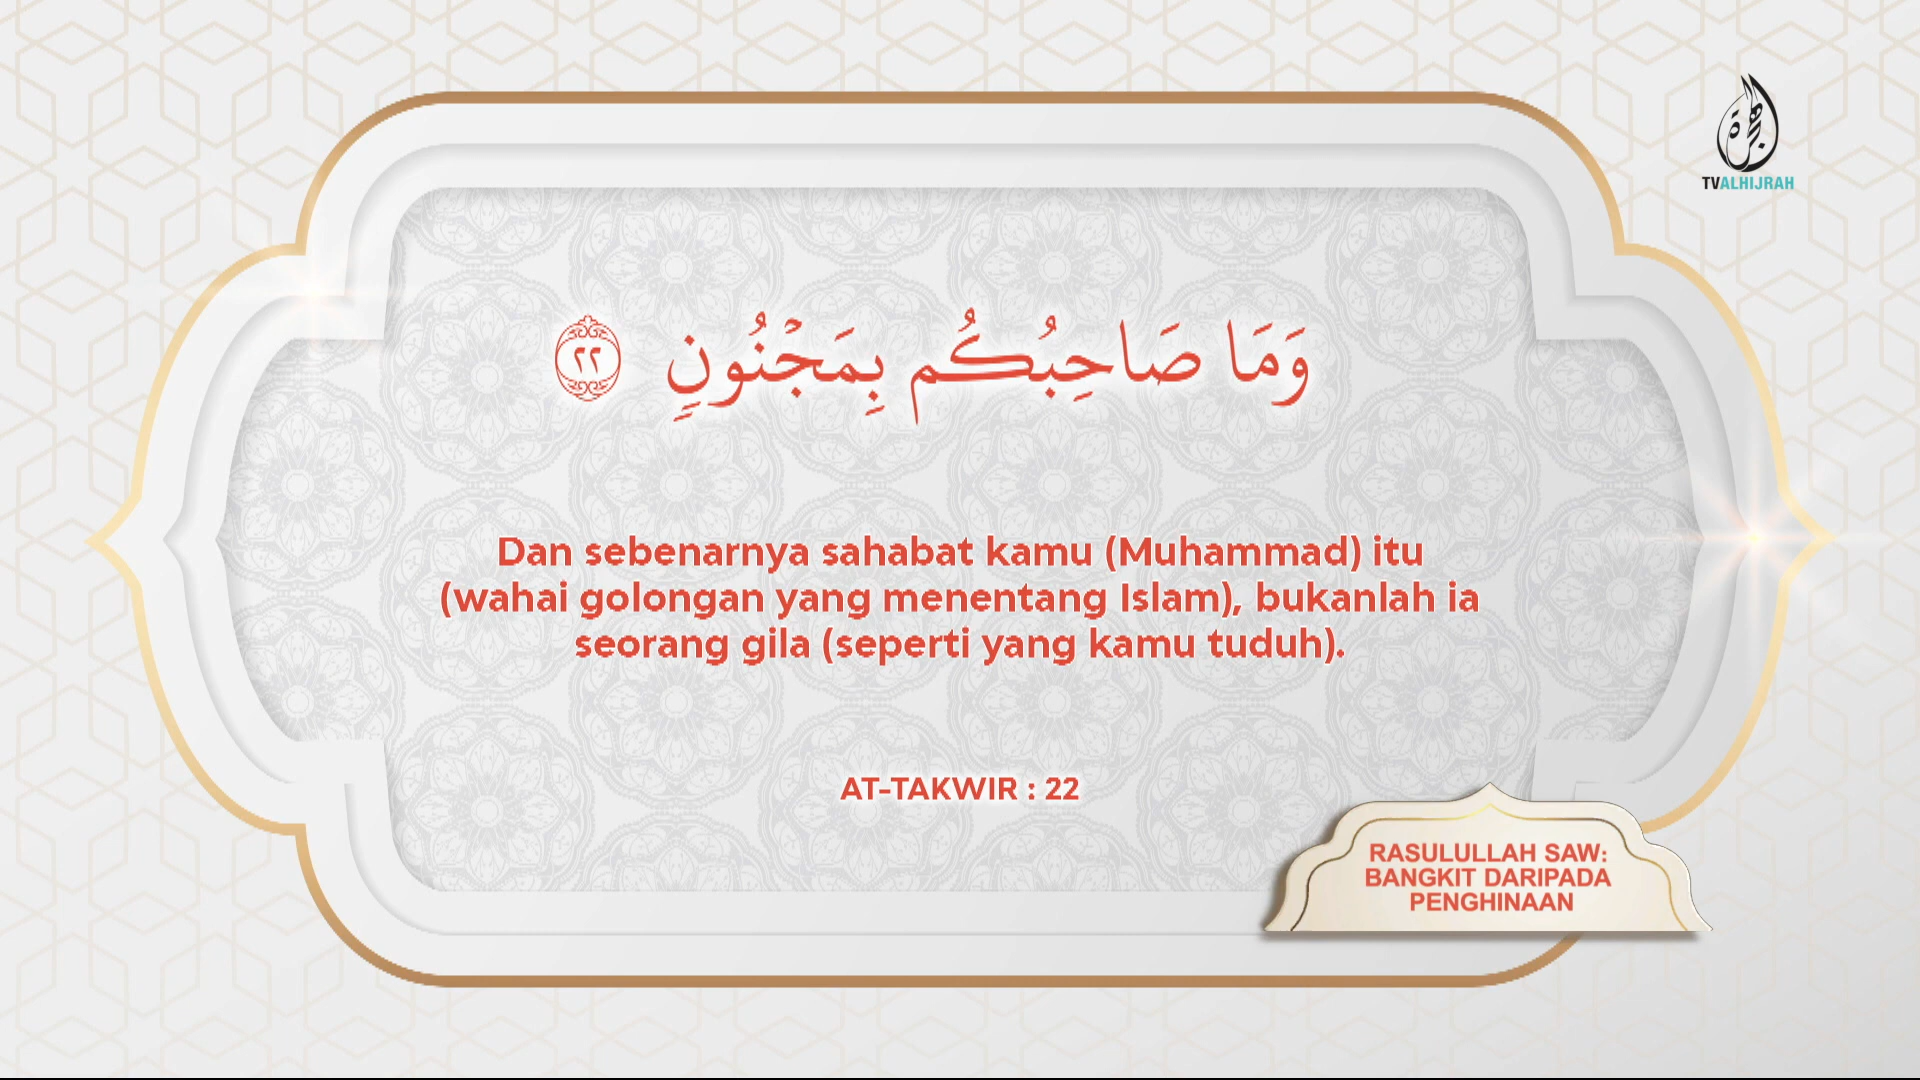 هجرة
TVALHIJRAH
وَمَا صَاحِبُكُم بِمَجْنُونٍ ٢٢
Dan sebenarnya sahabat kamu (Muhammad) itu
(wahai golongan yang menentang Islam), bukanlah ia
seorang gila (seperti yang kamu tuduh).
AT-TAKWIR : 22
RASULULLAH SAW:
BANGKIT DARIPADA
PENGHINAAN